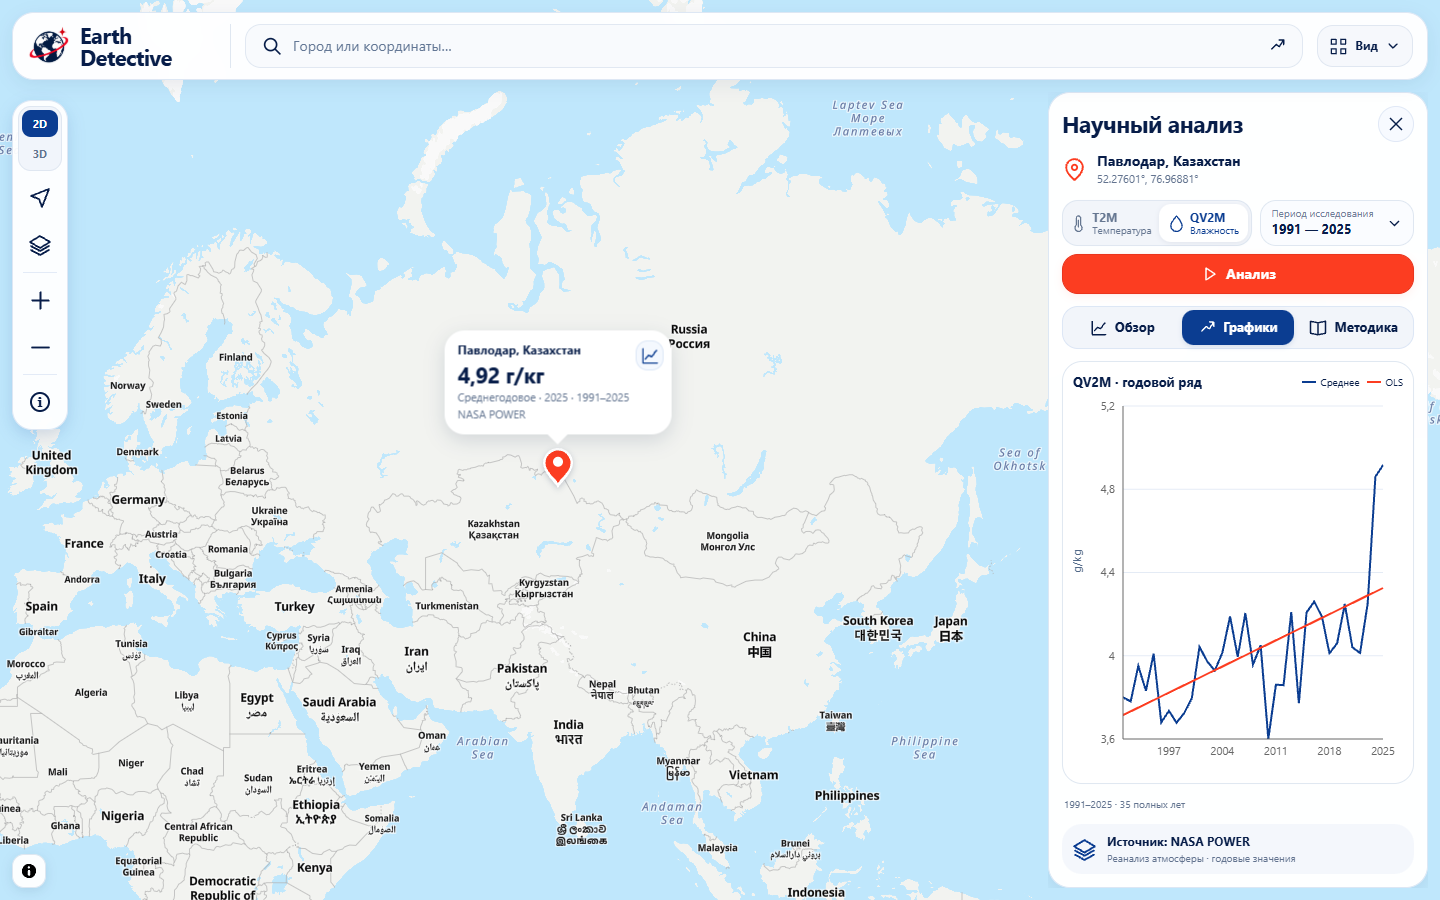 Earth
Detective
Город или координаты...
Вид
2D
3D
Laptev Sea
Море
Лаптевых
Научный анализ
Павлодар, Казахстан
52.27601°, 76.96881°
T2M
Температура
QV2M
Влажность
Период исследования
1991 — 2025
Анализ
Обзор
Графики
Методика
QV2M · годовой ряд
Среднее
OLS
5,2
4,8
4,4
4
3,6
g/kg
1997
2004
2011
2018
2025
1991–2025 · 35 полных лет
Источник: NASA POWER
Реанализ атмосферы · годовые значения
Павлодар, Казахстан
4,92 г/кг
Среднегодовое · 2025 · 1991–2025
NASA POWER
Russia
Россия
Finland
Norway
Sweden
Estonia
Latvia
Denmark
United
Kingdom
Belarus
Беларусь
Sea of
Okhotsk
Germany
Ukraine
Україна
Kazakhstan
Қазақстан
Mongolia
Монгол Улс
Austria
France
Croatia
Romania
Andorra
Italy
Bulgaria
България
Kyrgyzstan
Кыргызстан
Armenia
Հայաստան
Spain
Turkey
Turkmenistan
South Korea
대한민국
Japan
日本
Gibraltar
Tunisia
تونس
Cyprus
Κύπρος
Syria
سوريا
Iraq
العراق
Iran
ایران
China
中国
Morocco
المغرب
Pakistan
پاکستان
Algeria
Libya
ليبيا
Egypt
مصر
Saudi Arabia
السعودية
Nepal
नेपाल
Bhutan
Taiwan
臺灣
India
भारत
Oman
عمان
Arabian
Sea
Philippine
Sea
Mali
Niger
Chad
تشاد
Sudan
السودان
Eritrea
ኤርትራ إرتريا
Yemen
اليمن
Myanmar
မြန်မာ
Vietnam
Philippines
Nigeria
Ethiopia
ኢትዮጵያ
Andaman
Sea
Ghana
Central African
Republic
Somalia
الصومال
Sri Lanka
ශ්‍රී ලංකාව
இலங்கை
Malaysia
Brunei
بروني دارالسلام
Equatorial
Guinea
Kenya
Democratic
Republic of
Indonesia